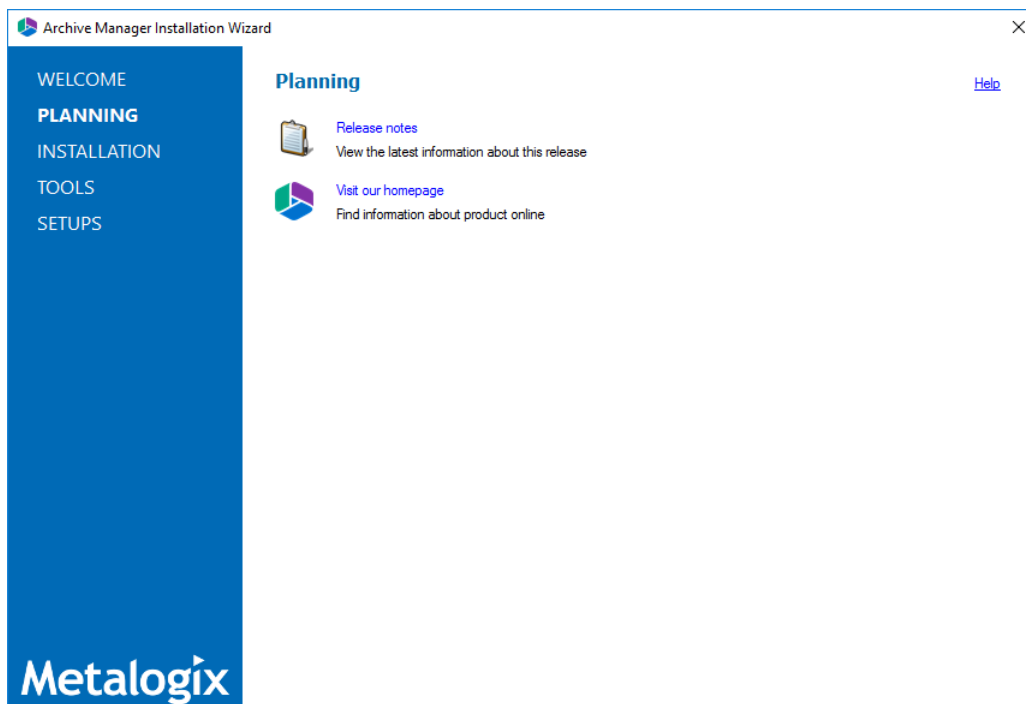 Archive Manager Installation Wizard
WELCOME
PLANNING
INSTALLATION
TOOLS
SETUPS
Metalogix
Planning
Help
Release notes
View the latest information about this release
Visit our homepage
Find information about product online